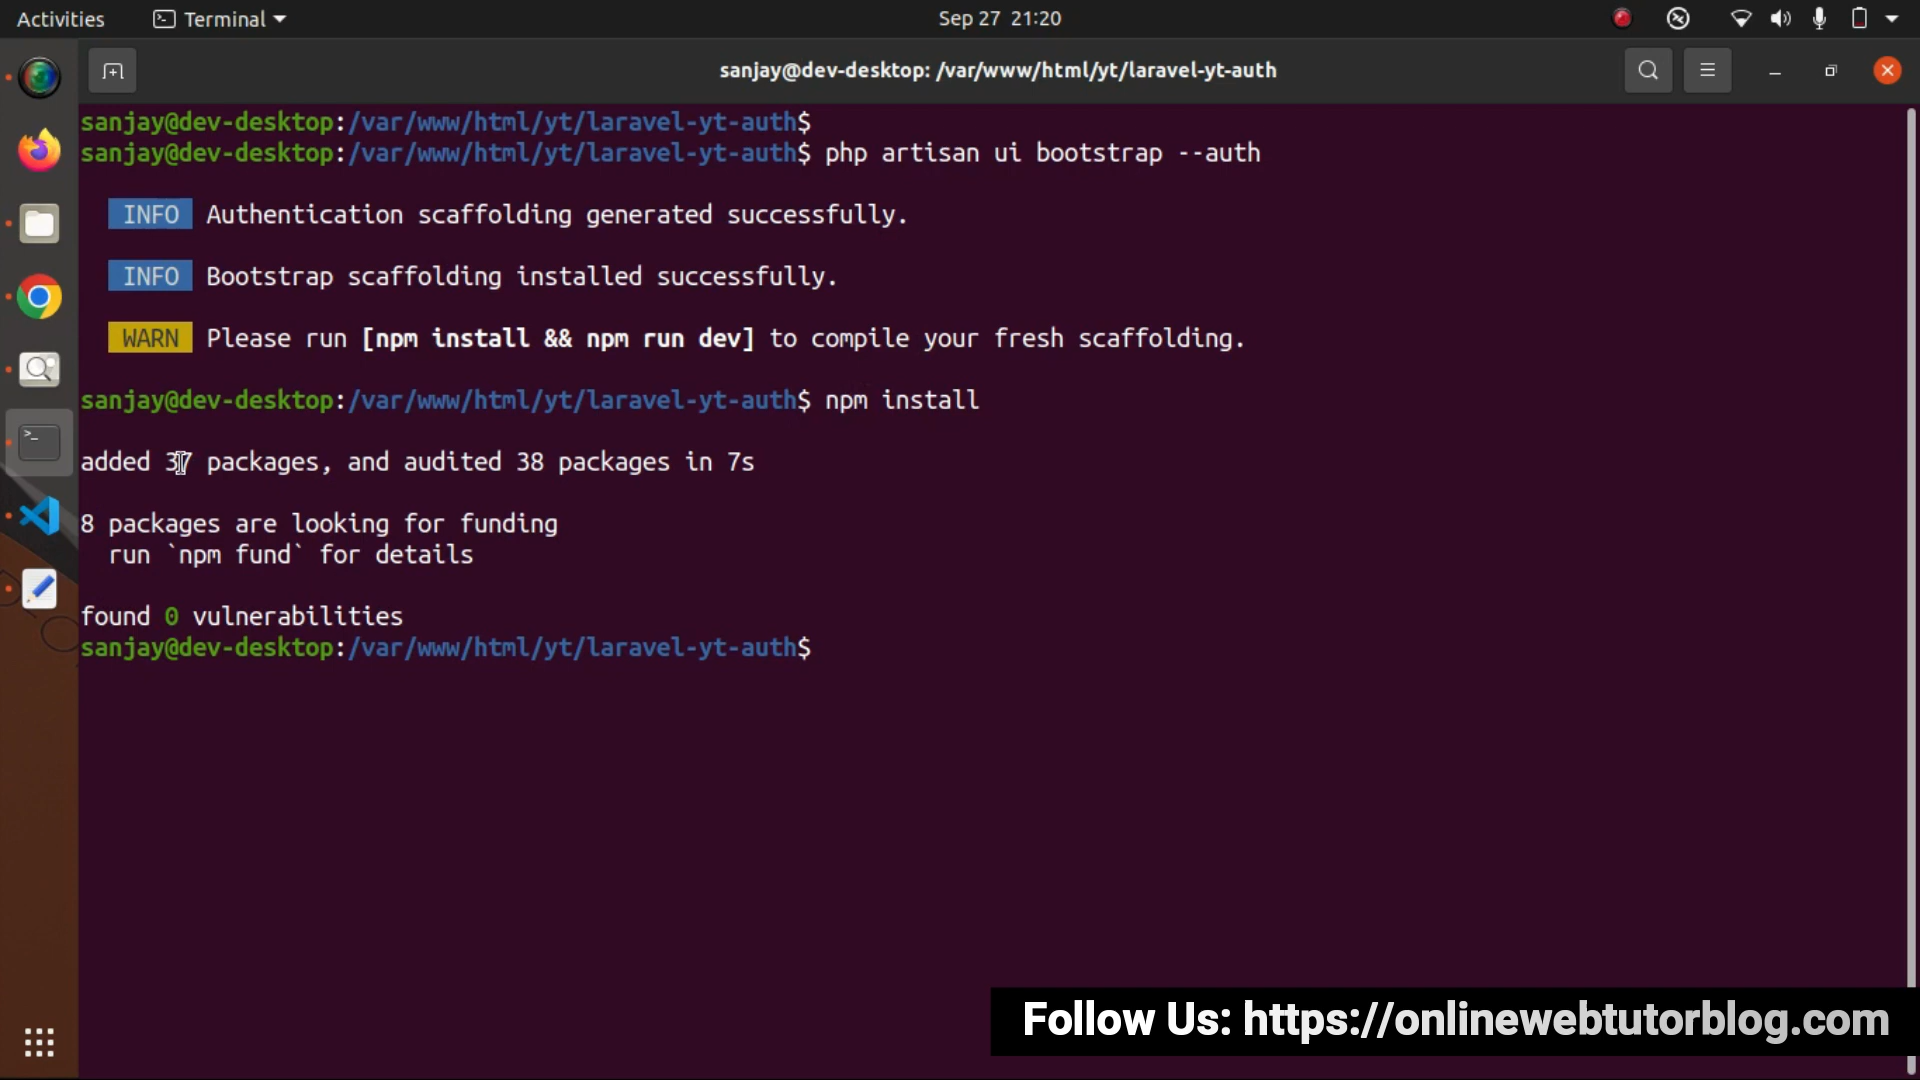 Activities Terminal Sep 27 21:20
sanjay@dev-desktop: /var/www/html/yt/laravel-yt-auth
sanjay@dev-desktop:/var/www/html/yt/laravel-yt-auth$
sanjay@dev-desktop:/var/www/html/yt/laravel-yt-auth$ php artisan ui bootstrap --auth
INFO Authentication scaffolding generated successfully.
INFO Bootstrap scaffolding installed successfully.
WARN Please run [npm install && npm run dev] to compile your fresh scaffolding.
sanjay@dev-desktop:/var/www/html/yt/laravel-yt-auth$ npm install
added 37 packages, and audited 38 packages in 7s
8 packages are looking for funding
run `npm fund` for details
found 0 vulnerabilities
sanjay@dev-desktop:/var/www/html/yt/laravel-yt-auth$
Follow Us: https://onlinewebtutorblog.com